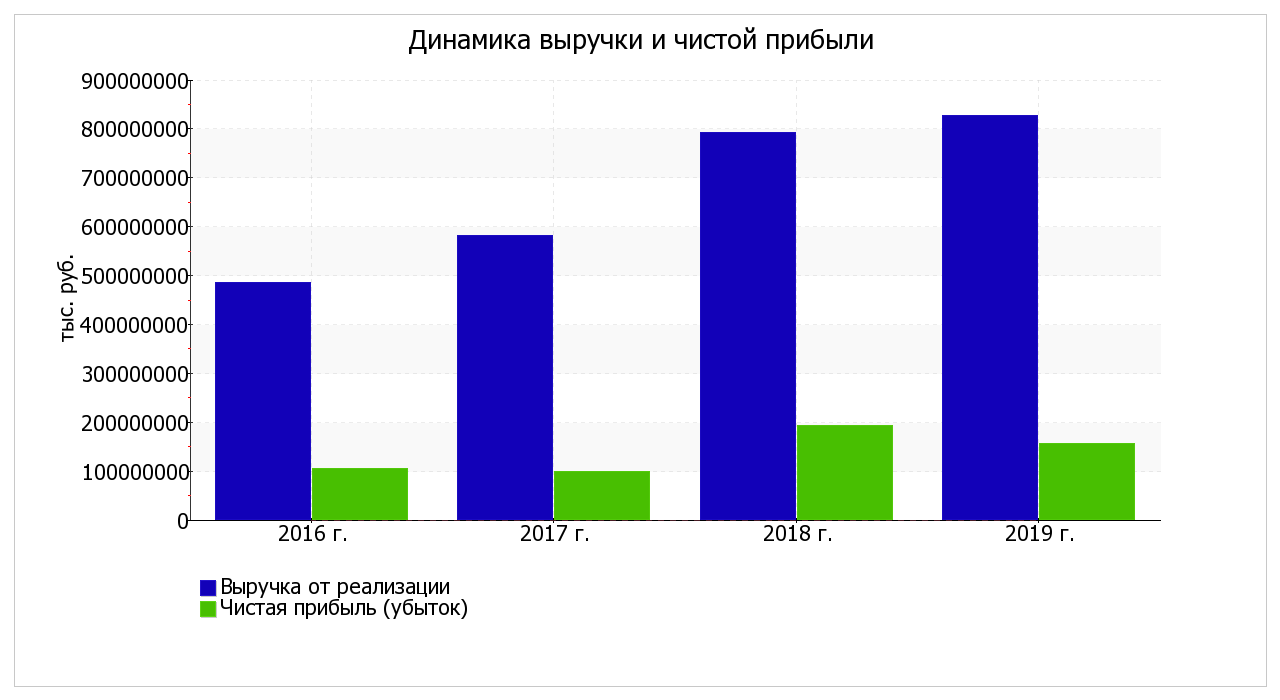 Динамика выручки и чистой прибыли
900000000
800000000
700000000
600000000
500000000
400000000
300000000
200000000
100000000
0
тыс. руб.
2016 г.
2017 г.
2018 г.
2019 г.
Выручка от реализации
Чистая прибыль (убыток)